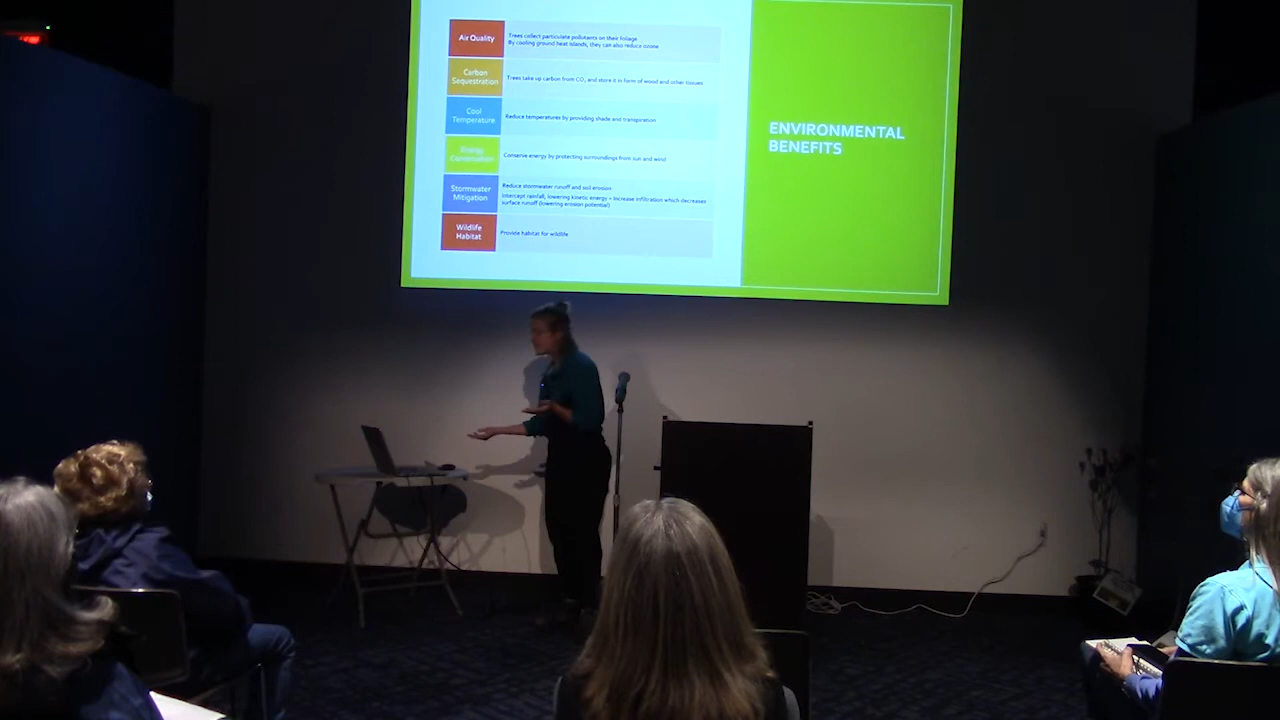 Air Quality
Trees collect particulate pollutants on their foliage
By cooling ground heat islands, they can also reduce ozone
Carbon
Sequestration
Trees take up carbon from CO₂ and store it in form of wood and other tissues
Cool
Temperature
Reduce temperatures by providing shade and transpiration
Energy
Conservation
Conserve energy by protecting surroundings from sun and wind
Stormwater
Mitigation
Reduce stormwater runoff and soil erosion
Intercept rainfall, lowering kinetic energy + increase infiltration which decreases
surface runoff (lowering erosion potential)
Wildlife
Habitat
Provide habitat for wildlife
ENVIRONMENTAL
BENEFITS